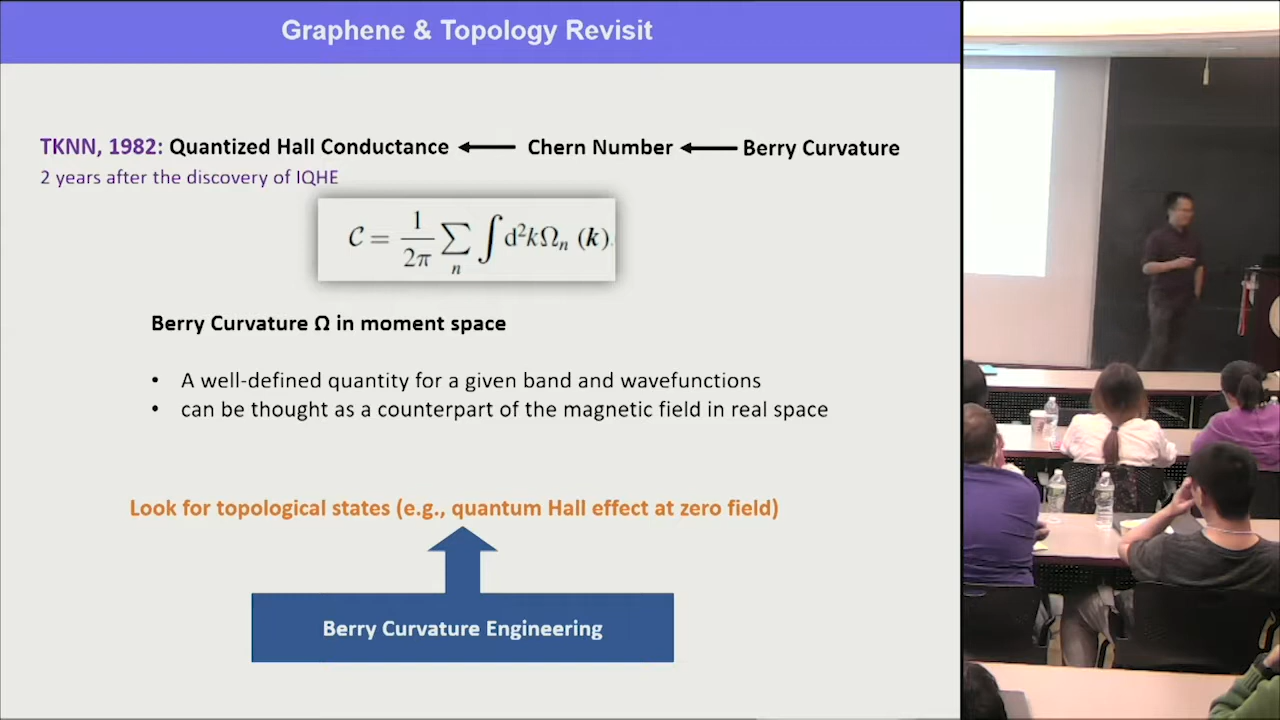 Graphene & Topology Revisit
TKNN, 1982: Quantized Hall Conductance ← Chern Number ← Berry Curvature
2 years after the discovery of IQHE
𝒞 = 1/2π ∑n ∫ d²kΩn (k).
Berry Curvature Ω in moment space
• A well-defined quantity for a given band and wavefunctions
• can be thought as a counterpart of the magnetic field in real space
Look for topological states (e.g., quantum Hall effect at zero field)
Berry Curvature Engineering